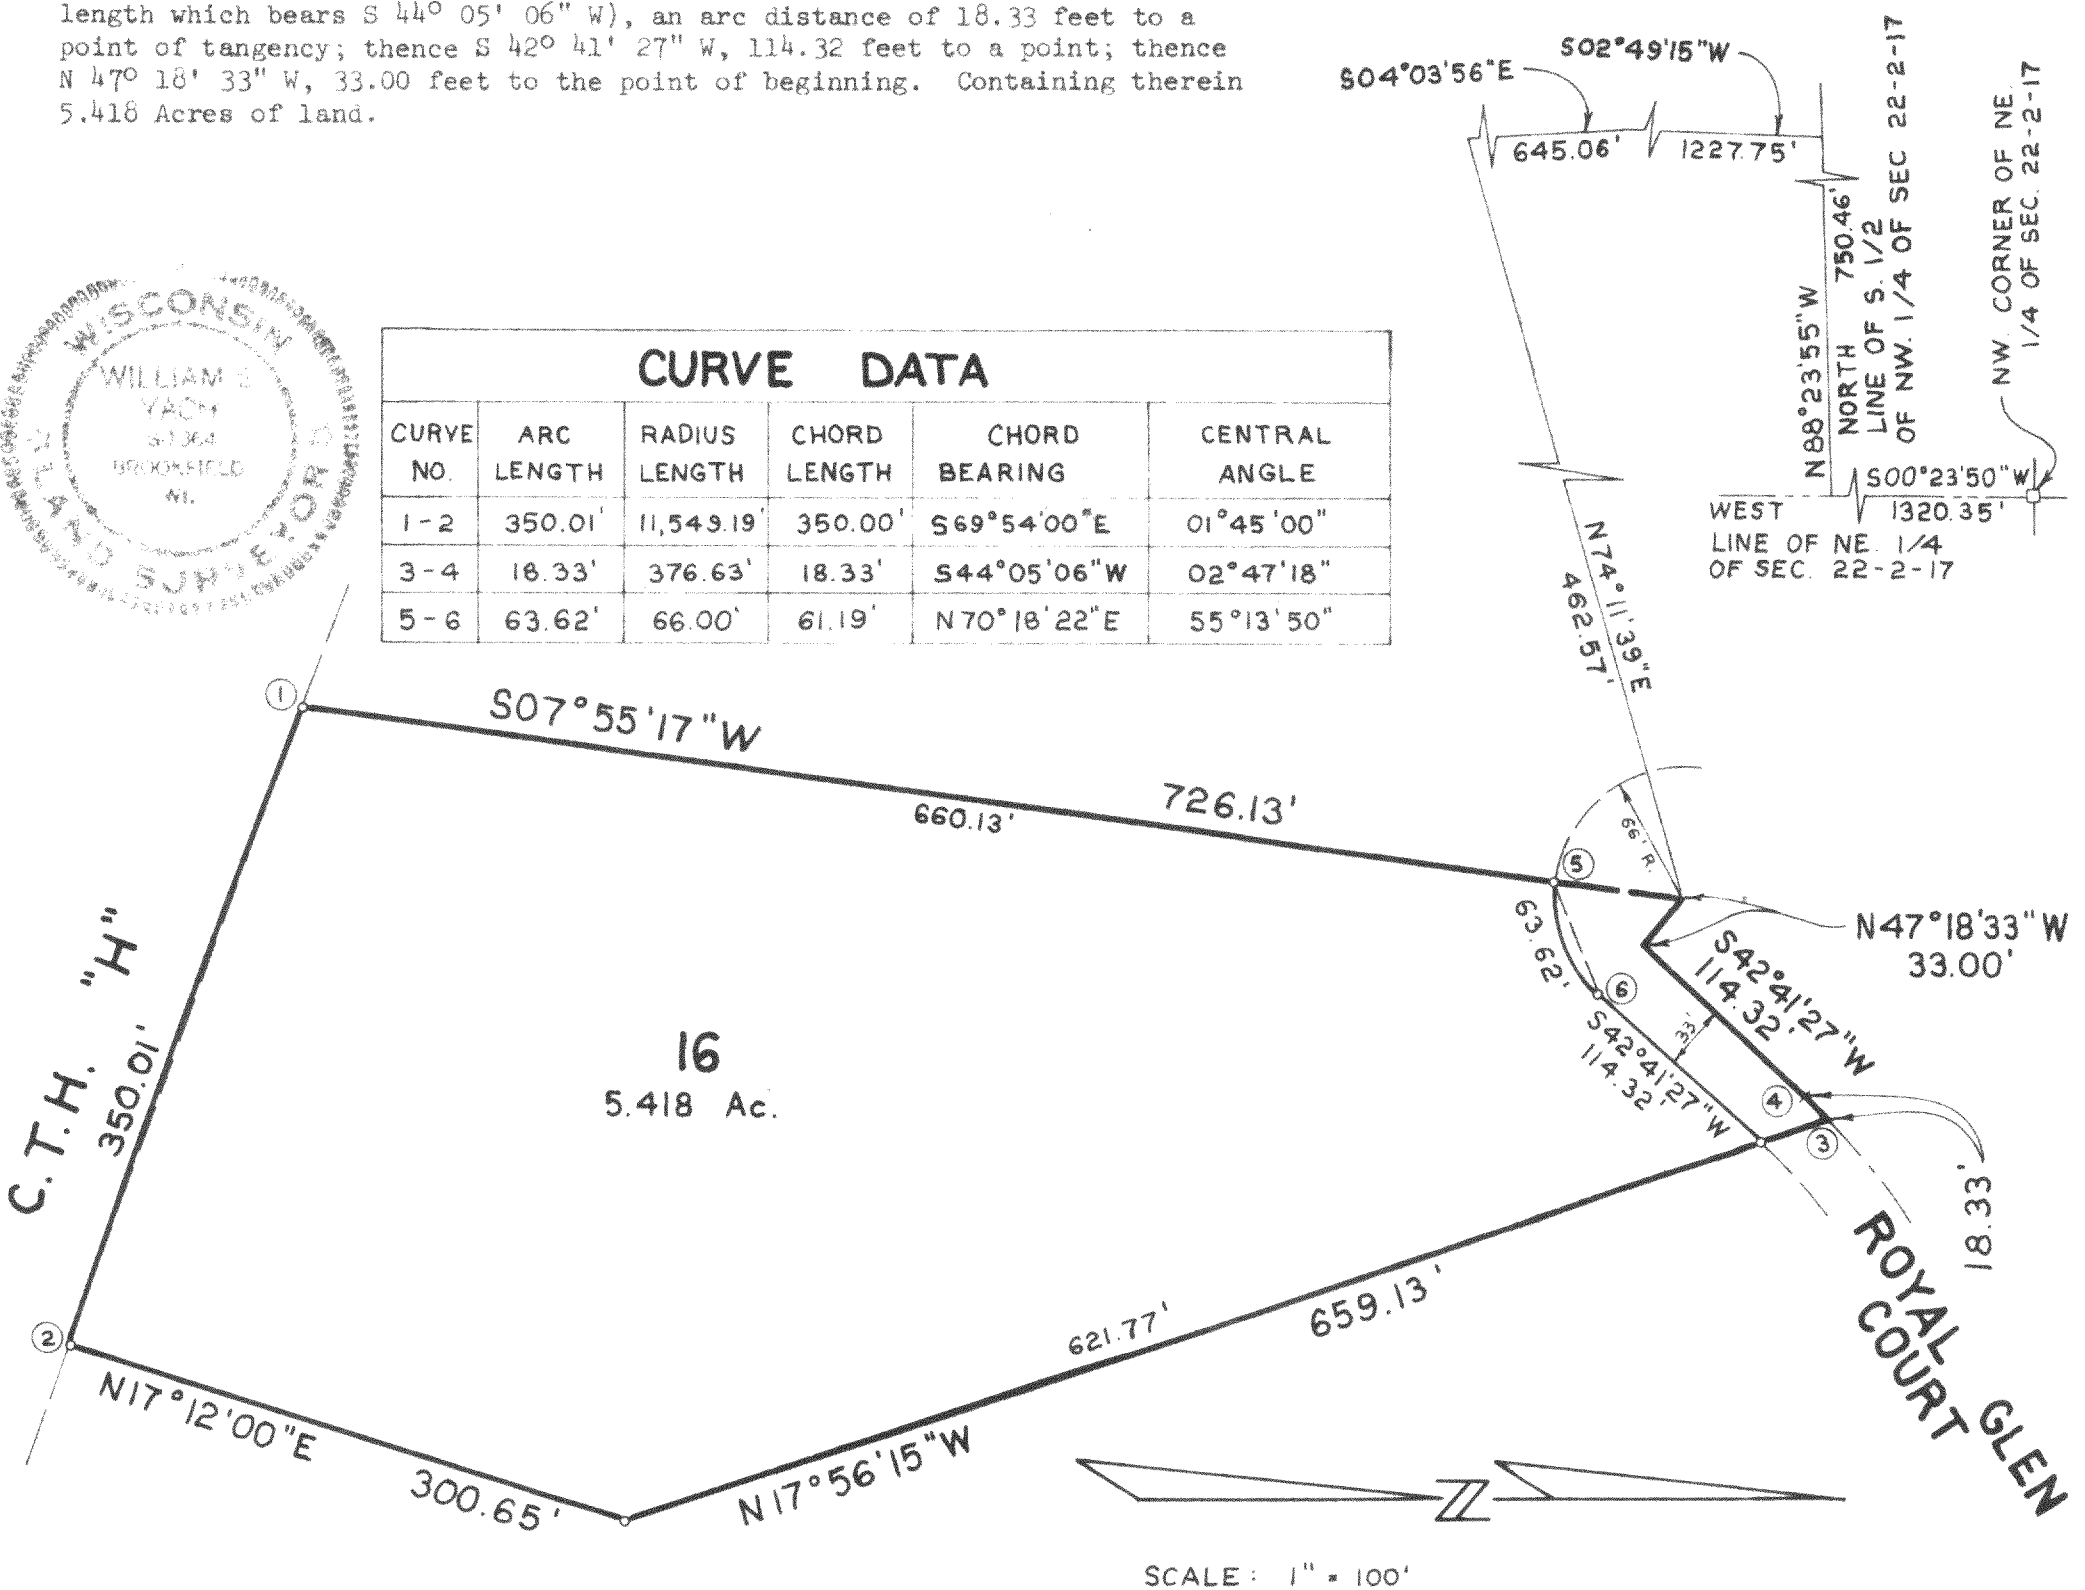 length which bears S 44° 05' 06" W), an arc distance of 18.33 feet to a
point of tangency; thence S 42° 41' 27" W, 114.32 feet to a point; thence
N 47° 18' 33" W, 33.00 feet to the point of beginning. Containing therein
5.418 Acres of land.
S04°03'56"E
S02°49'15"W
645.06'
1227.75'
N88°23'55"W
NORTH 750.46'
LINE OF S. 1/2
OF NW. 1/4 OF SEC 22-2-17
NW. CORNER OF NE.
1/4 OF SEC. 22-2-17
S00°23'50"W
1320.35'
WEST
LINE OF NE. 1/4
OF SEC. 22-2-17
WISCONSIN
WILLIAM
BROOKFIELD
WI.
LAND SURVEYOR
CURVE DATA
CURVE NO. ARC LENGTH RADIUS LENGTH CHORD LENGTH CHORD BEARING CENTRAL ANGLE
1-2 350.01' 11,549.19' 350.00' S69°54'00"E 01°45'00"
3-4 18.33' 376.63' 18.33' S44°05'06"W 02°47'18"
5-6 63.62' 66.00' 61.19' N70°18'22"E 55°13'50"
N74°11'39"E
462.57'
1
S07°55'17"W
726.13'
660.13'
66' R.
5
63.62'
6
N47°18'33"W
33.00'
S42°41'27"W
114.32'
33'
S42°41'27"W
114.32'
4
3
18.33'
C. T. H. "H"
350.01'
16
5.418 Ac.
2
N17°12'00"E
300.65'
N17°56'15"W
621.77'
659.13'
ROYAL GLEN
COURT
Z
SCALE: 1" = 100'